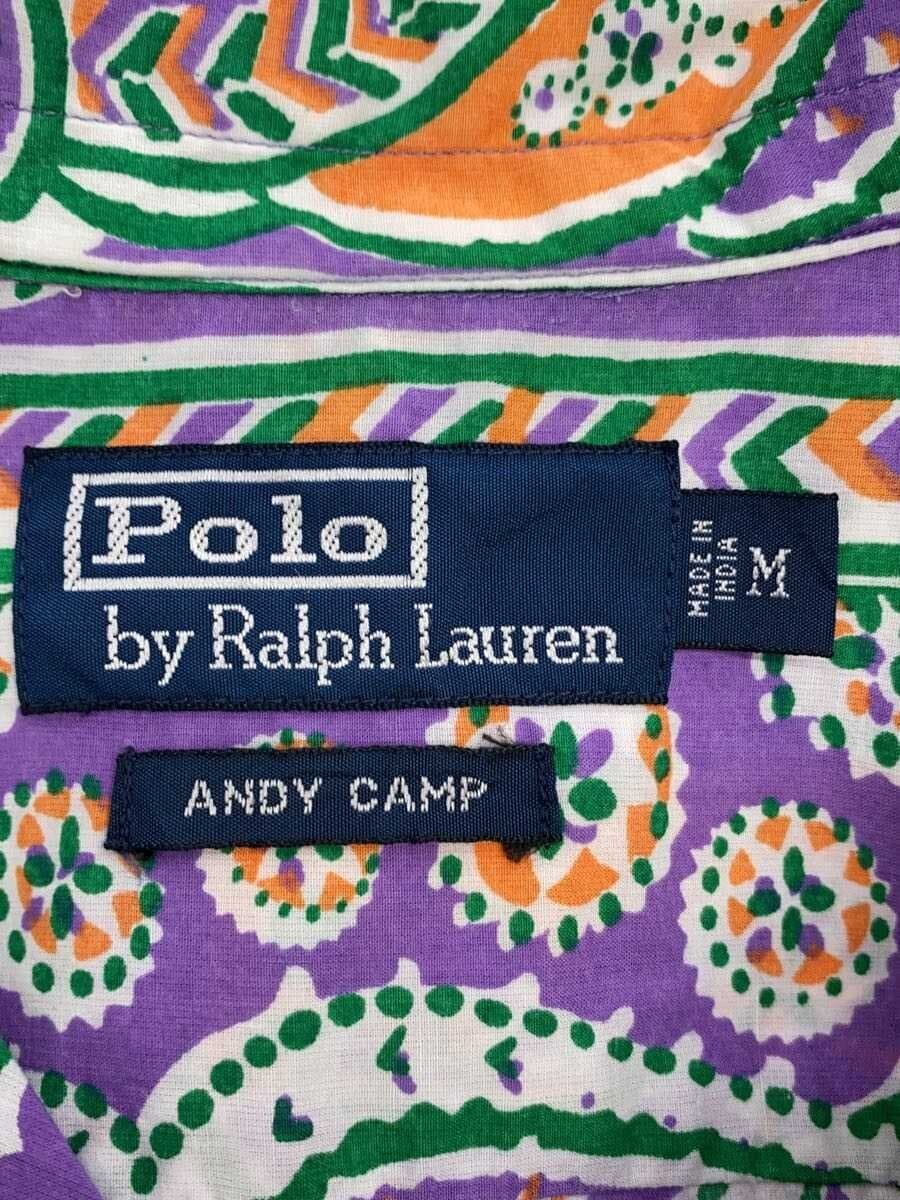 Polo
by Ralph Lauren
MADE IN
INDIA
M
ANDY CAMP